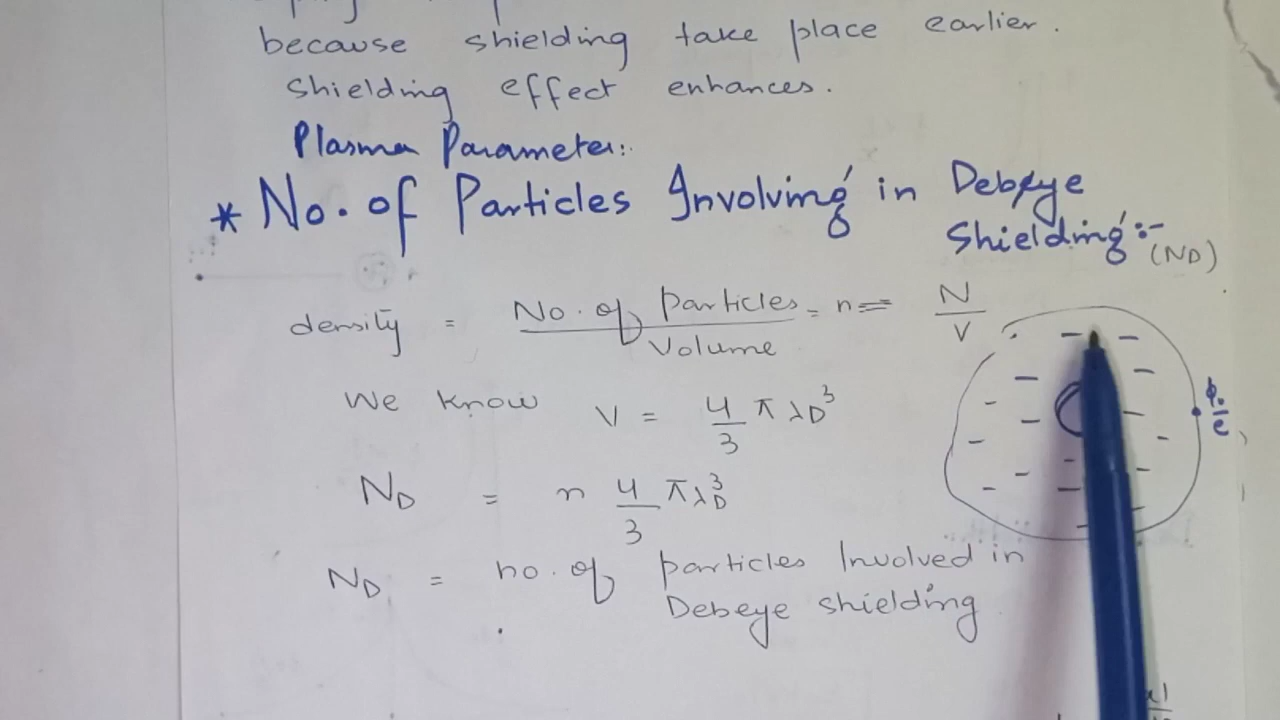 because shielding take place earlier.
shielding effect enhances.
Plasma Parameter:
* No. of Particles Involving in Debeye
Shielding:- (ND)
density = No. of particles / Volume = n = N / V
We know V = 4/3 π λD³
ND = n 4/3 π λD³
φ₀/e
ND = no. of particles Involved in
Debeye shielding